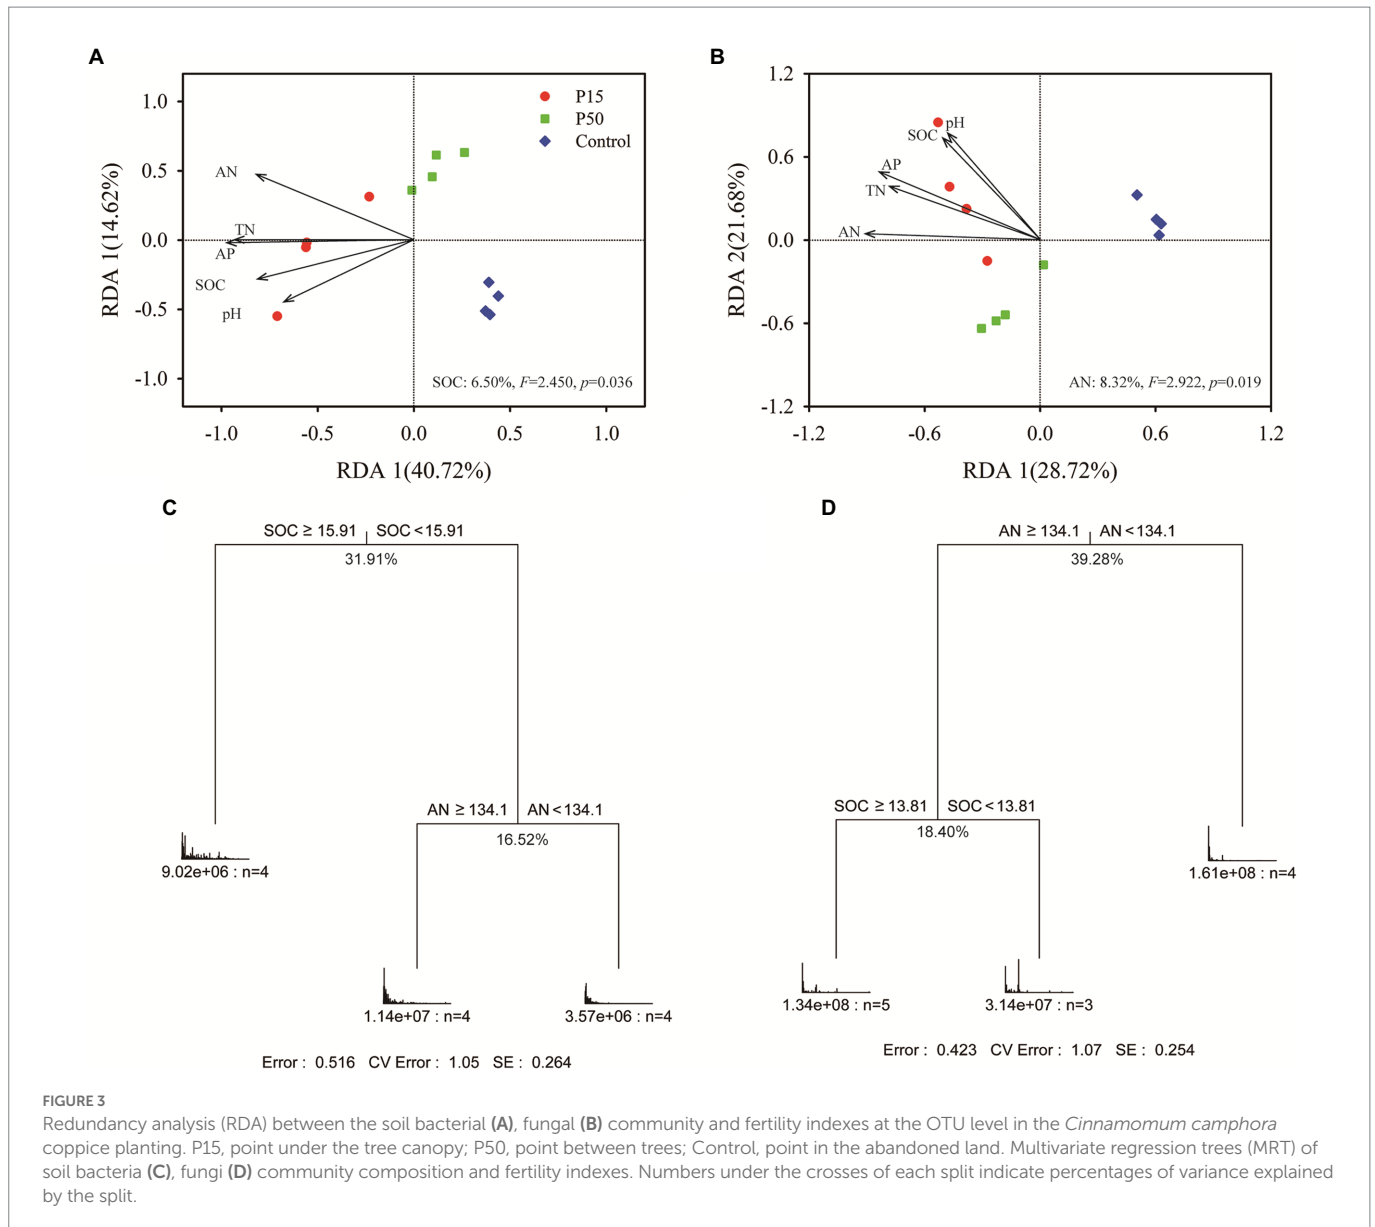 A
1.0
0.5
0.0
-0.5
-1.0
RDA 1(14.62%)
P15
P50
Control
AN
TN
AP
SOC
pH
SOC: 6.50%, F=2.450, p=0.036
-1.0 -0.5 0.0 0.5 1.0
RDA 1(40.72%)
B
1.2
0.6
0.0
-0.6
-1.2
RDA 2(21.68%)
pH
SOC
AP
TN
AN
AN: 8.32%, F=2.922, p=0.019
-1.2 -0.6 0.0 0.6 1.2
RDA 1(28.72%)
C
SOC ≥ 15.91 SOC <15.91
31.91%
AN ≥ 134.1 AN <134.1
16.52%
9.02e+06 : n=4
1.14e+07 : n=4
3.57e+06 : n=4
Error : 0.516 CV Error : 1.05 SE : 0.264
D
AN ≥ 134.1 AN <134.1
39.28%
SOC ≥ 13.81 SOC <13.81
18.40%
1.61e+08 : n=4
1.34e+08 : n=5
3.14e+07 : n=3
Error : 0.423 CV Error : 1.07 SE : 0.254
FIGURE 3
Redundancy analysis (RDA) between the soil bacterial (A), fungal (B) community and fertility indexes at the OTU level in the Cinnamomum camphora
coppice planting. P15, point under the tree canopy; P50, point between trees; Control, point in the abandoned land. Multivariate regression trees (MRT) of
soil bacteria (C), fungi (D) community composition and fertility indexes. Numbers under the crosses of each split indicate percentages of variance explained
by the split.